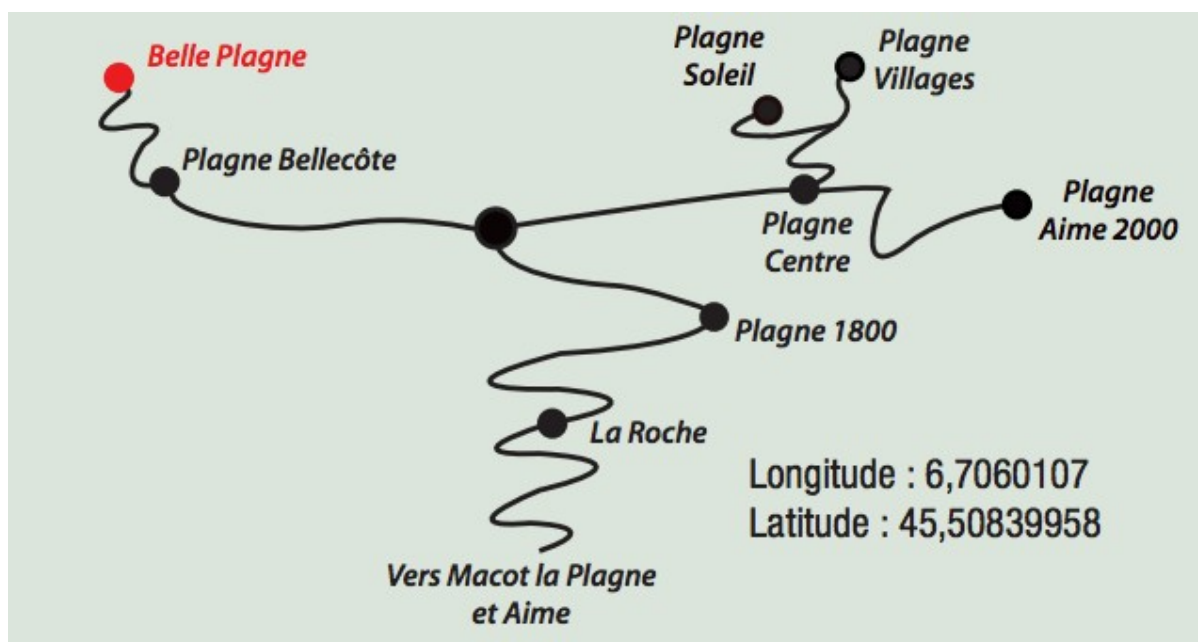 Belle Plagne
Plagne
Soleil
Plagne
Villages
Plagne Bellecôte
Plagne
Centre
Plagne
Aime 2000
Plagne 1800
La Roche
Longitude : 6,7060107
Latitude : 45,50839958
Vers Macot la Plagne
et Aime